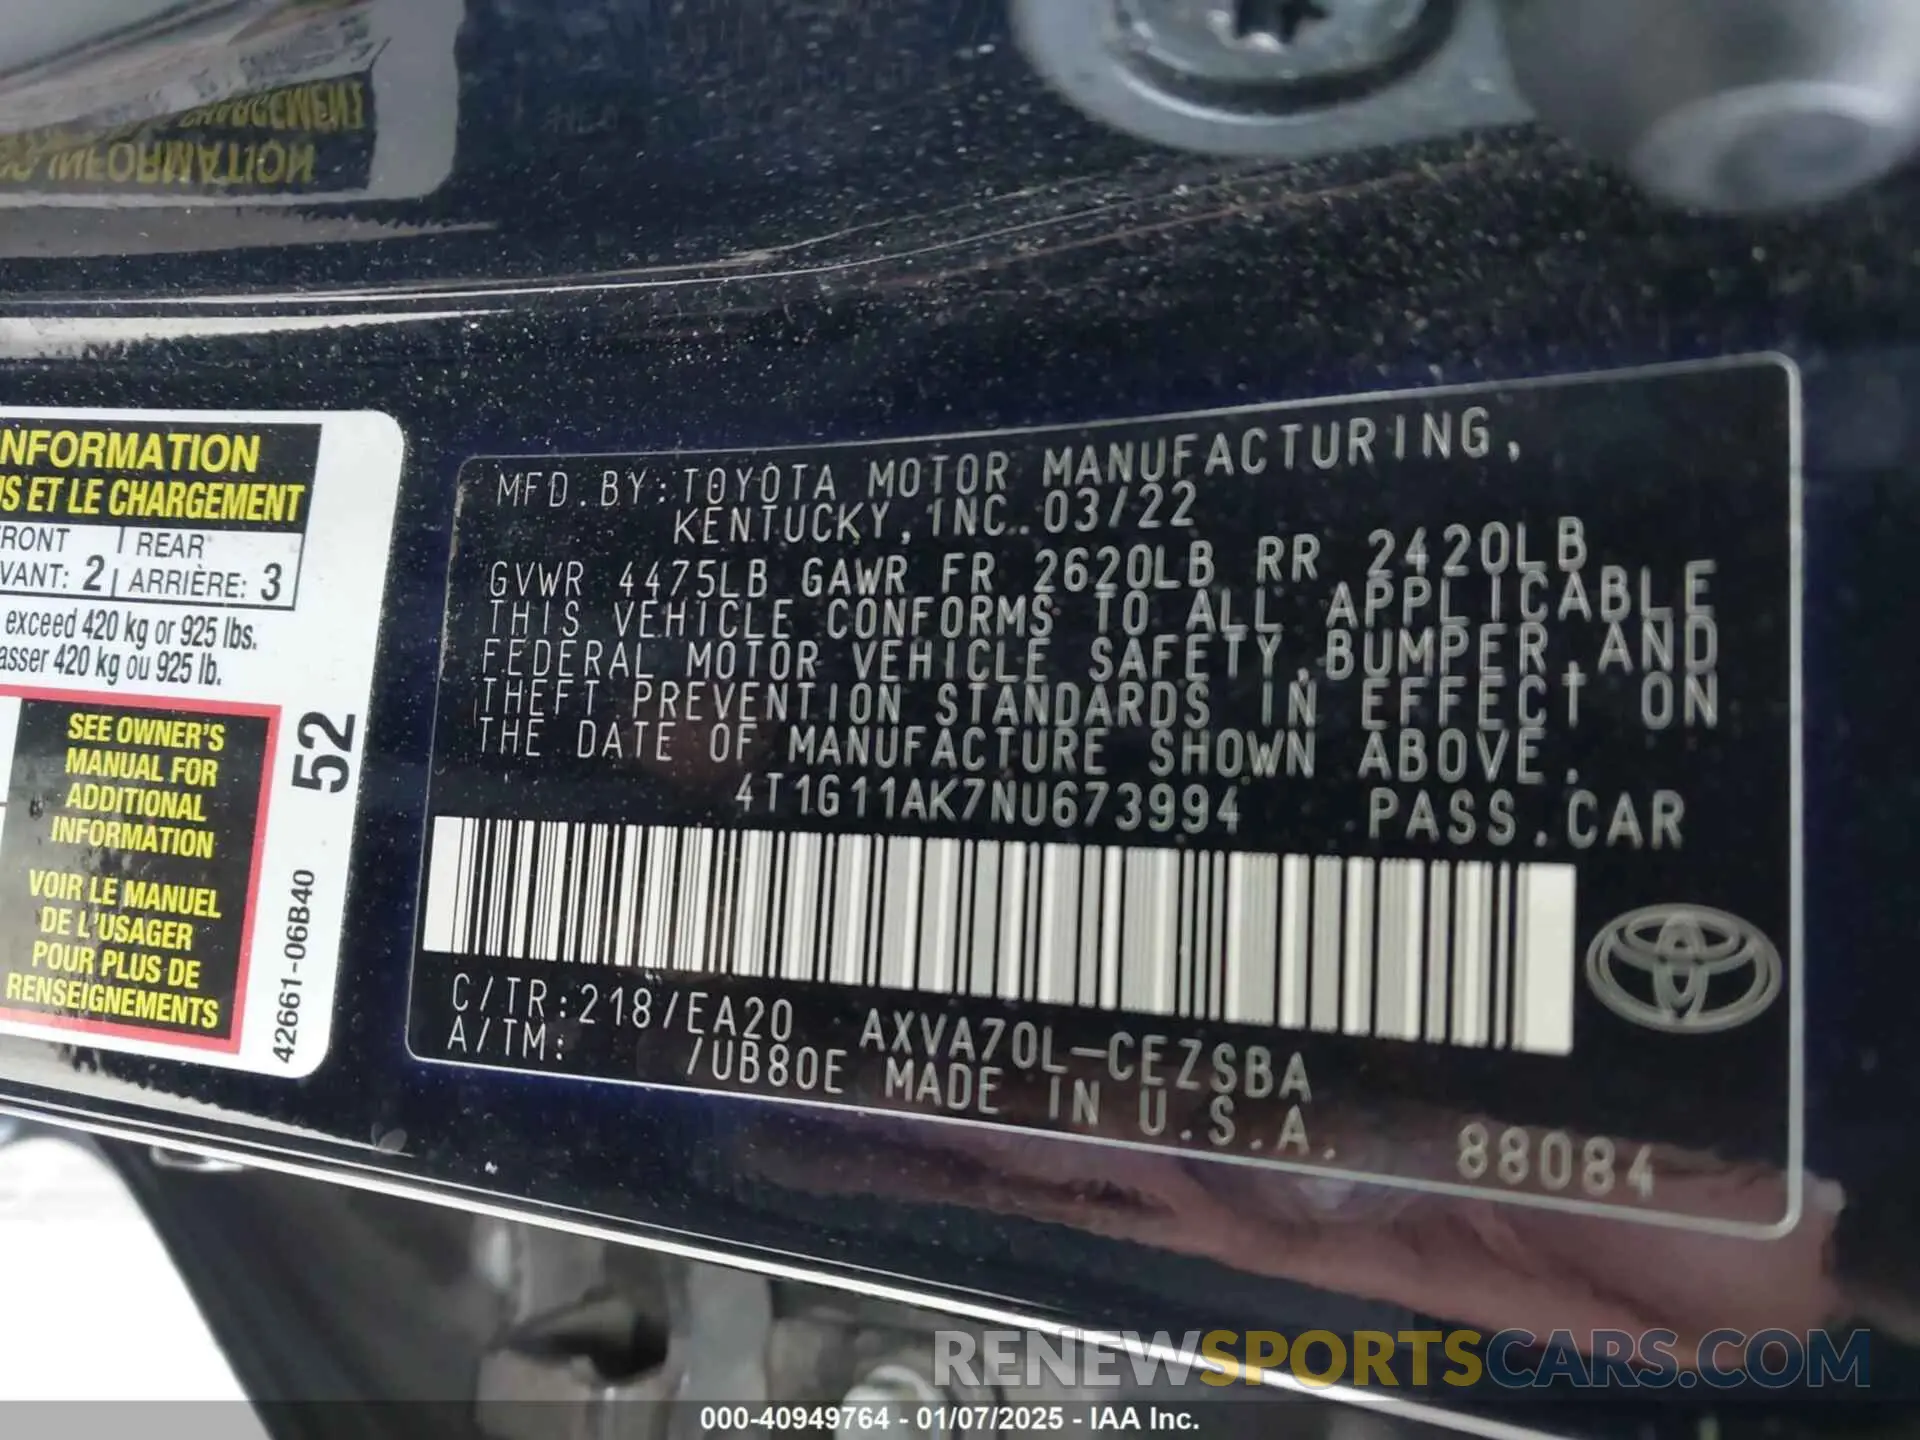 CHARGEMENT
INFORMATION
INFORMATION
US ET LE CHARGEMENT
FRONT REAR
AVANT: 2 ARRIÈRE: 3
exceed 420 kg or 925 lbs.
420 kg ou 925 lb.
SEE OWNER'S
MANUAL FOR
ADDITIONAL
INFORMATION
VOIR LE MANUEL
DE L'USAGER
POUR PLUS DE
RENSEIGNEMENTS
52
42661-06B40
MFD.BY:TOYOTA MOTOR MANUFACTURING,
KENTUCKY, INC. 03/22
GVWR 4475LB GAWR FR 2620LB RR 2420LB
THIS VEHICLE CONFORMS TO ALL APPLICABLE
FEDERAL MOTOR VEHICLE SAFETY,BUMPER,AND
THEFT PREVENTION STANDARDS IN EFFECT ON
THE DATE OF MANUFACTURE SHOWN ABOVE.
4T1G11AK7NU673994 PASS.CAR
C/TR:218/EA20 AXVA70L-CEZSBA
A/TM: /UB80E MADE IN U.S.A.
88084
RENEWSPORTSCARS.COM
000-40949764 - 01/07/2025 - IAA Inc.